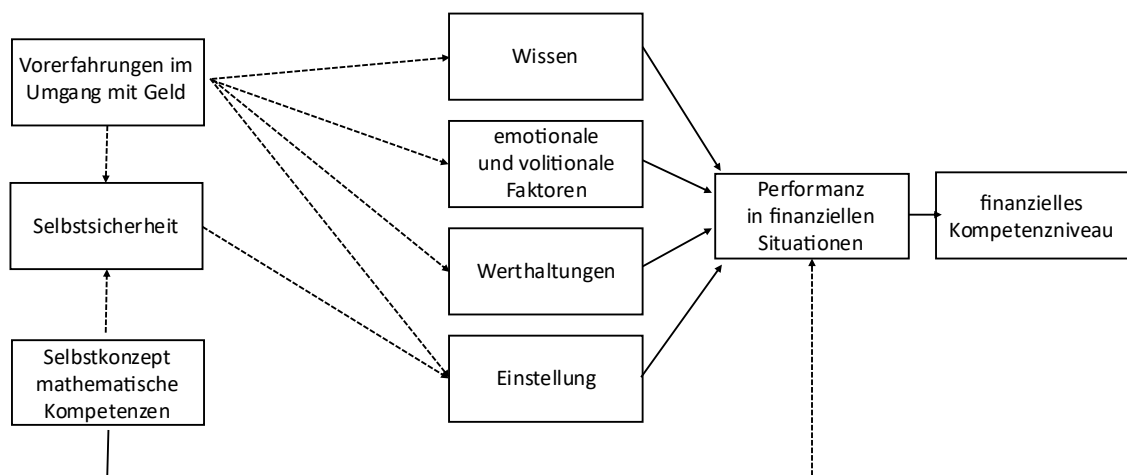 Vorerfahrungen im
Umgang mit Geld
Selbstsicherheit
Selbstkonzept
mathematische
Kompetenzen
Wissen
emotionale
und volitionale
Faktoren
Werthaltungen
Einstellung
Performanz
in finanziellen
Situationen
finanzielles
Kompetenzniveau